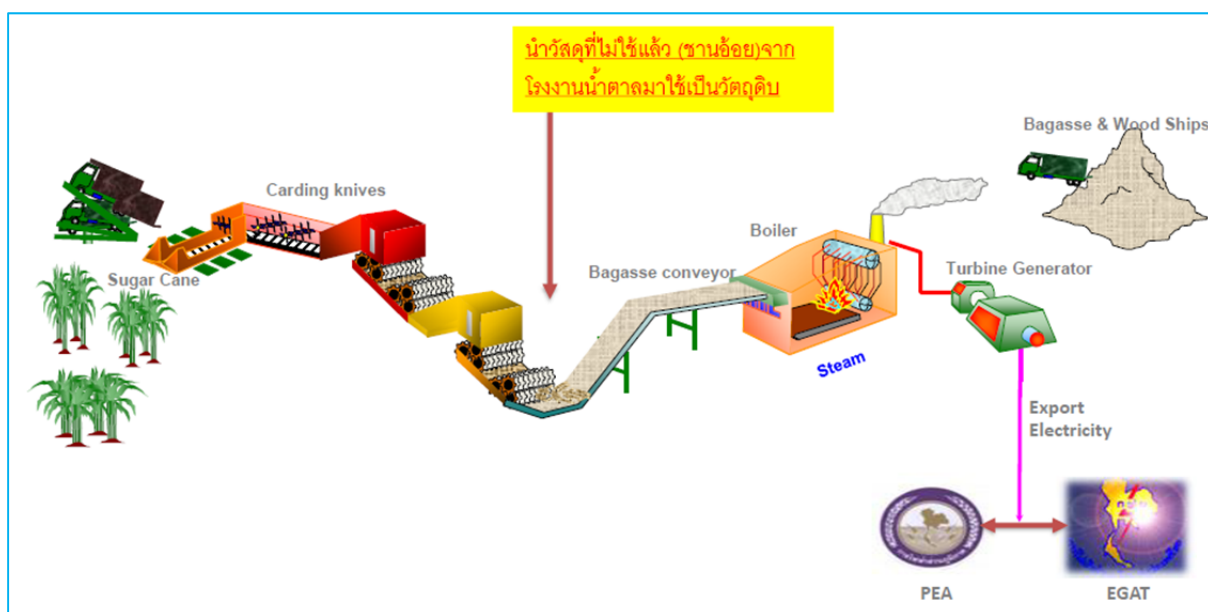 นำวัสดุที่ไม่ใช้แล้ว (ชานอ้อย)จาก
โรงงานน้ำตาลมาใช้เป็นวัตถุดิบ
Bagasse & Wood Ships
Carding knives
Boiler
Sugar Cane
Bagasse conveyor
Turbine Generator
Steam
Export
Electricity
PEA
EGAT